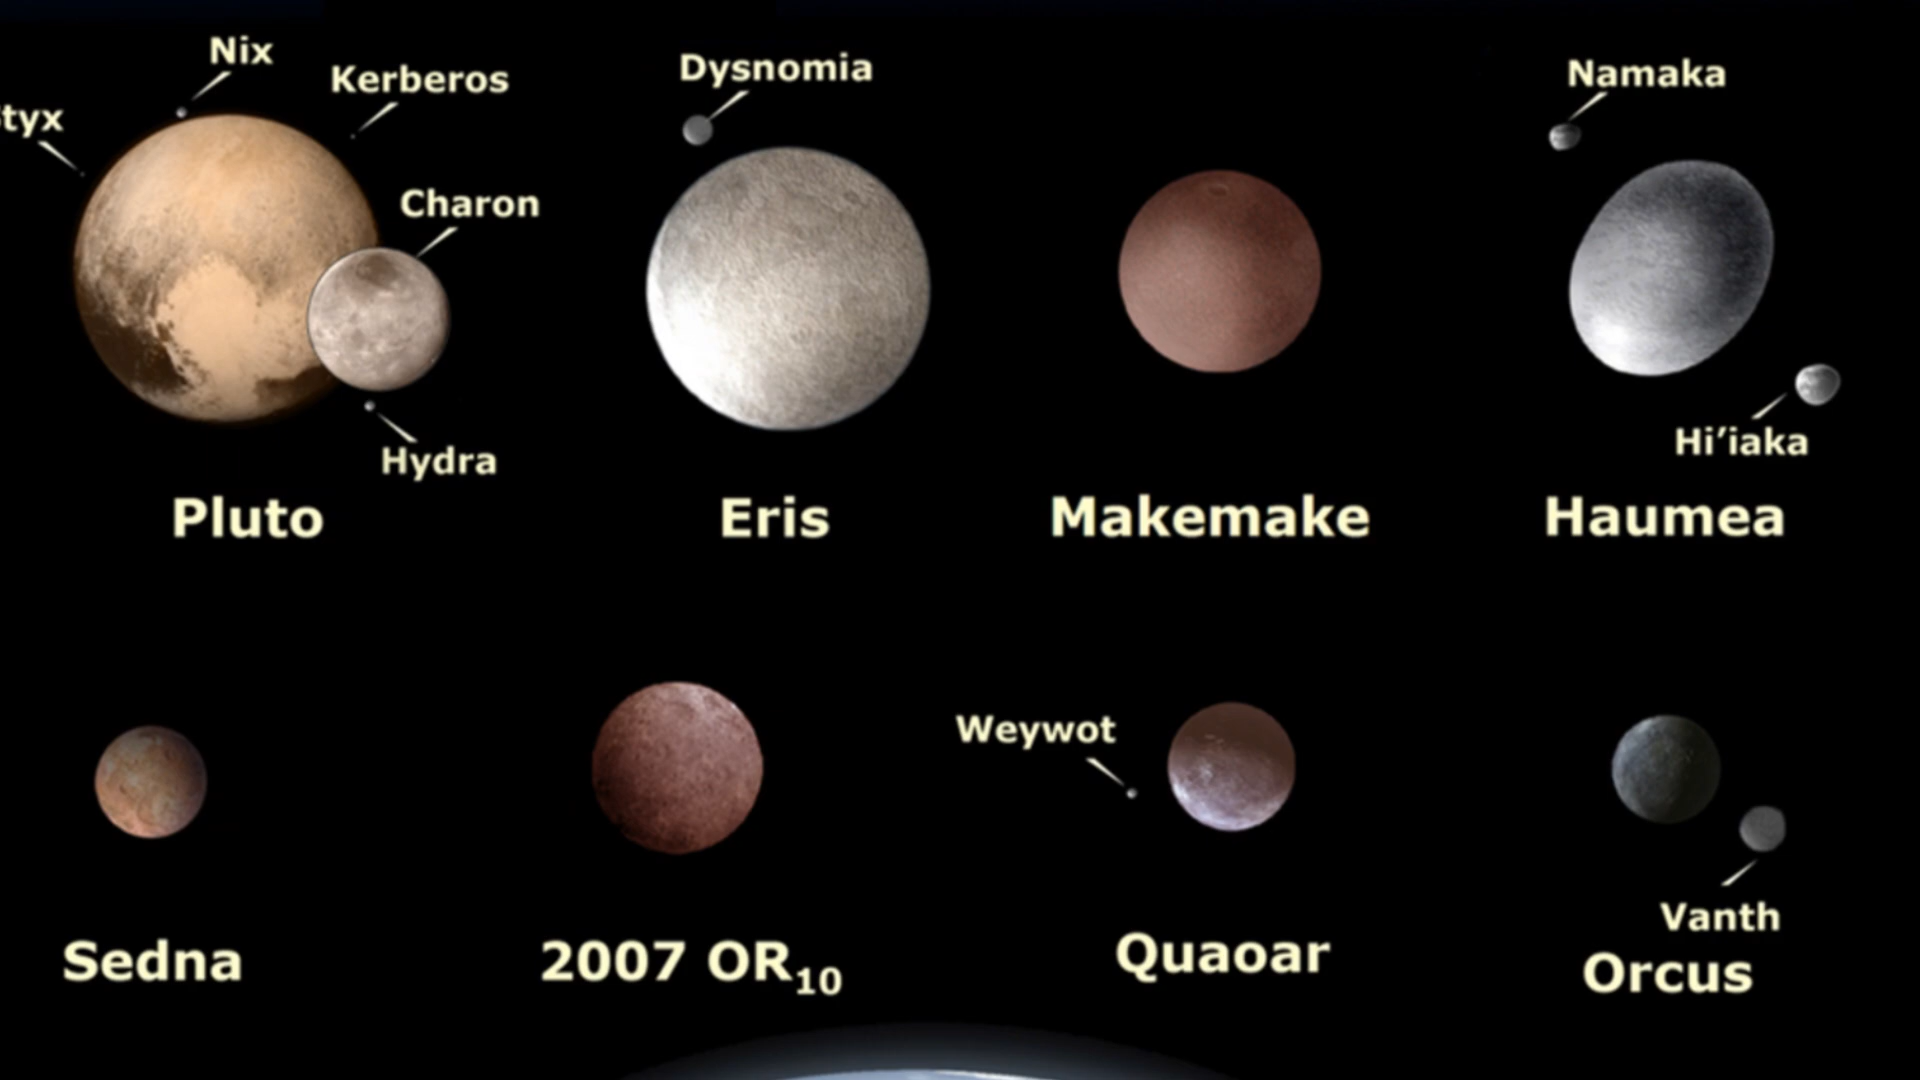 Nix
Kerberos
Dysnomia
Namaka
tyx
Charon
Hydra
Hi’iaka
Pluto
Eris
Makemake
Haumea
Weywot
Vanth
Sedna
2007 OR₁₀
Quaoar
Orcus